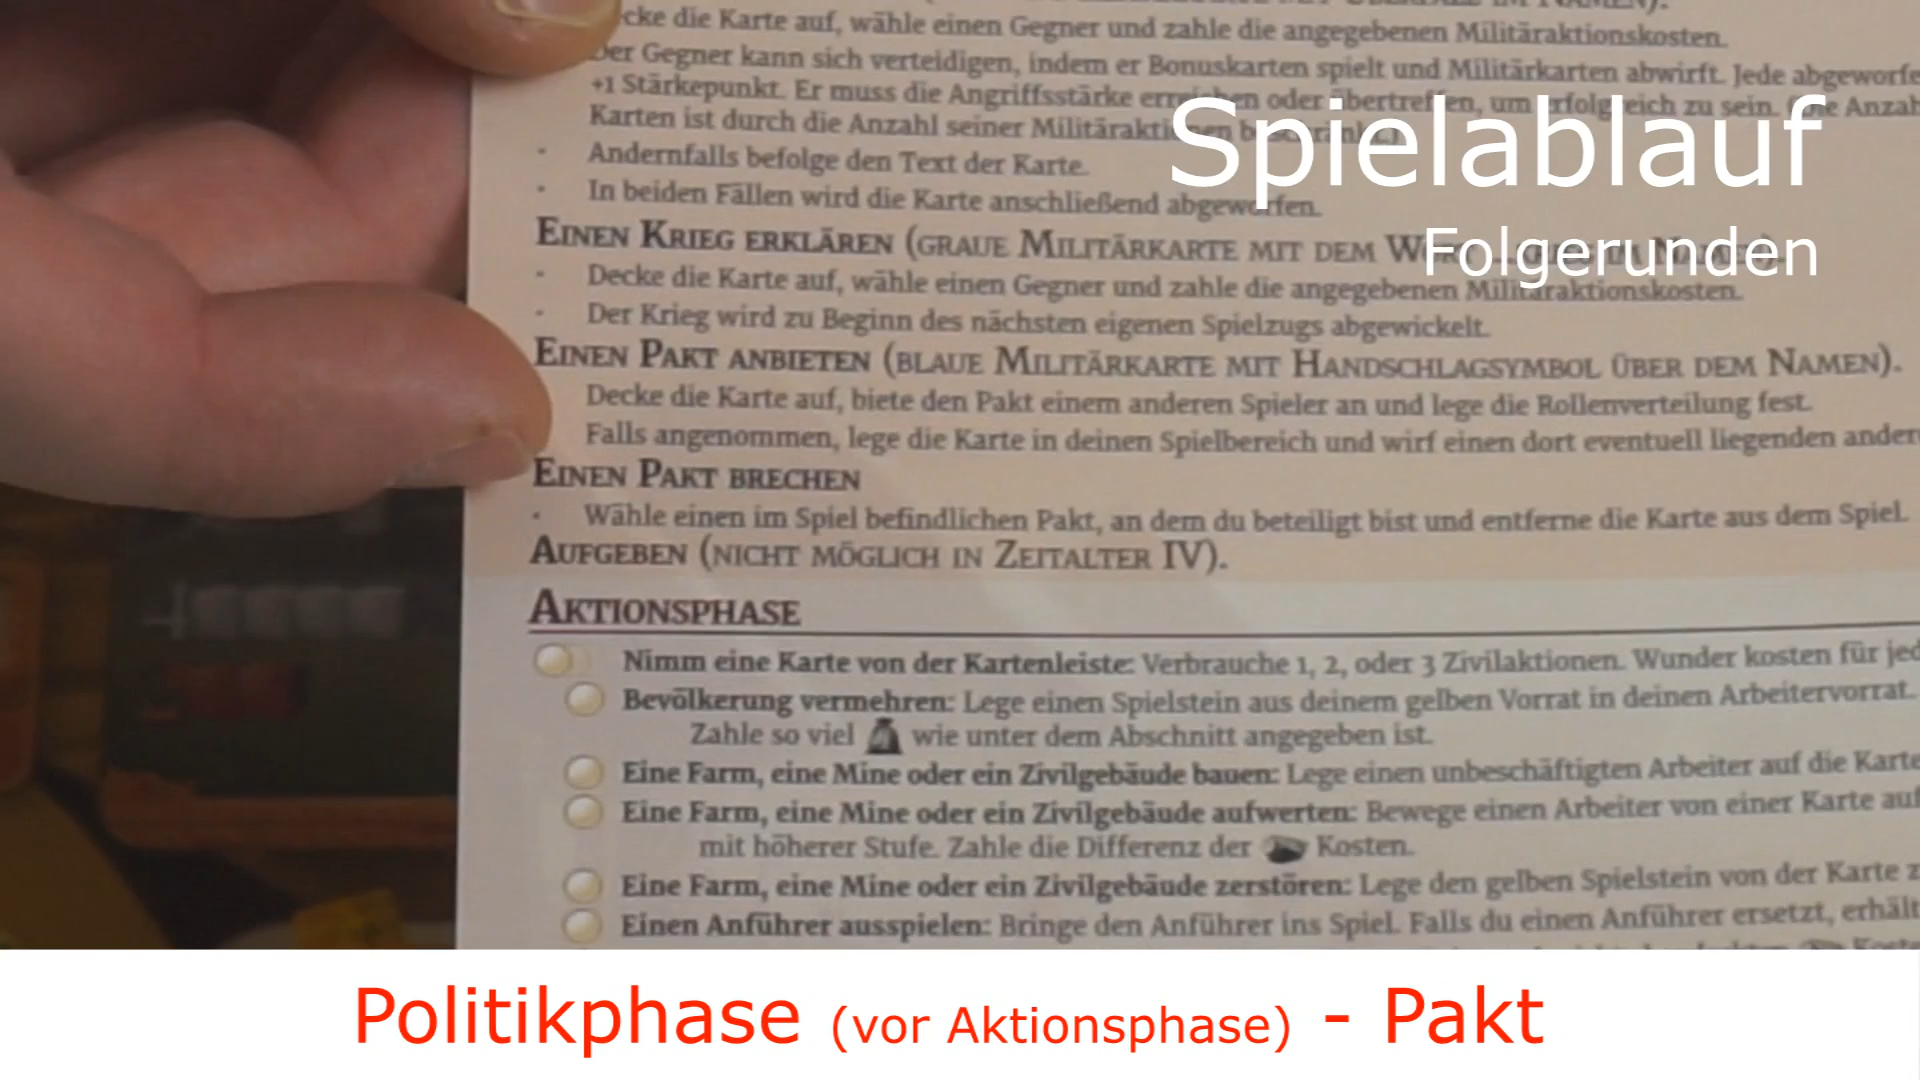 cke die Karte auf, wähle einen Gegner und zahle die angegebenen Militäraktionskosten.
Der Gegner kann sich verteidigen, indem er Bonuskarten spielt und Militärkarten abwirft. Jede abgeworfe
+1 Stärkepunkt. Er muss die Angriffsstärke erreichen oder übertreffen, um erfolgreich zu sein. (Die Anzah
Karten ist durch die Anzahl seiner Militäraktionen beschränkt.)
Spielablauf
· Andernfalls befolge den Text der Karte.
· In beiden Fällen wird die Karte anschließend abgeworfen.
Einen Krieg erklären (graue Militärkarte mit dem Wort
Folgerunden
· Decke die Karte auf, wähle einen Gegner und zahle die angegebenen Militäraktionskosten.
· Der Krieg wird zu Beginn des nächsten eigenen Spielzugs abgewickelt.
Einen Pakt anbieten (blaue Militärkarte mit Handschlagsymbol über dem Namen).
Decke die Karte auf, biete den Pakt einem anderen Spieler an und lege die Rollenverteilung fest.
Falls angenommen, lege die Karte in deinen Spielbereich und wirf einen dort eventuell liegenden ander
Einen Pakt brechen
· Wähle einen im Spiel befindlichen Pakt, an dem du beteiligt bist und entferne die Karte aus dem Spiel.
Aufgeben (nicht möglich in Zeitalter IV).
Aktionsphase
Nimm eine Karte von der Kartenleiste: Verbrauche 1, 2, oder 3 Zivilaktionen. Wunder kosten für jed
Bevölkerung vermehren: Lege einen Spielstein aus deinem gelben Vorrat in deinen Arbeitervorrat.
Zahle so viel wie unter dem Abschnitt angegeben ist.
Eine Farm, eine Mine oder ein Zivilgebäude bauen: Lege einen unbeschäftigten Arbeiter auf die Karte
Eine Farm, eine Mine oder ein Zivilgebäude aufwerten: Bewege einen Arbeiter von einer Karte auf
mit höherer Stufe. Zahle die Differenz der Kosten.
Eine Farm, eine Mine oder ein Zivilgebäude zerstören: Lege den gelben Spielstein von der Karte z
Einen Anführer ausspielen: Bringe den Anführer ins Spiel. Falls du einen Anführer ersetzt, erhält
Politikphase (vor Aktionsphase) - Pakt